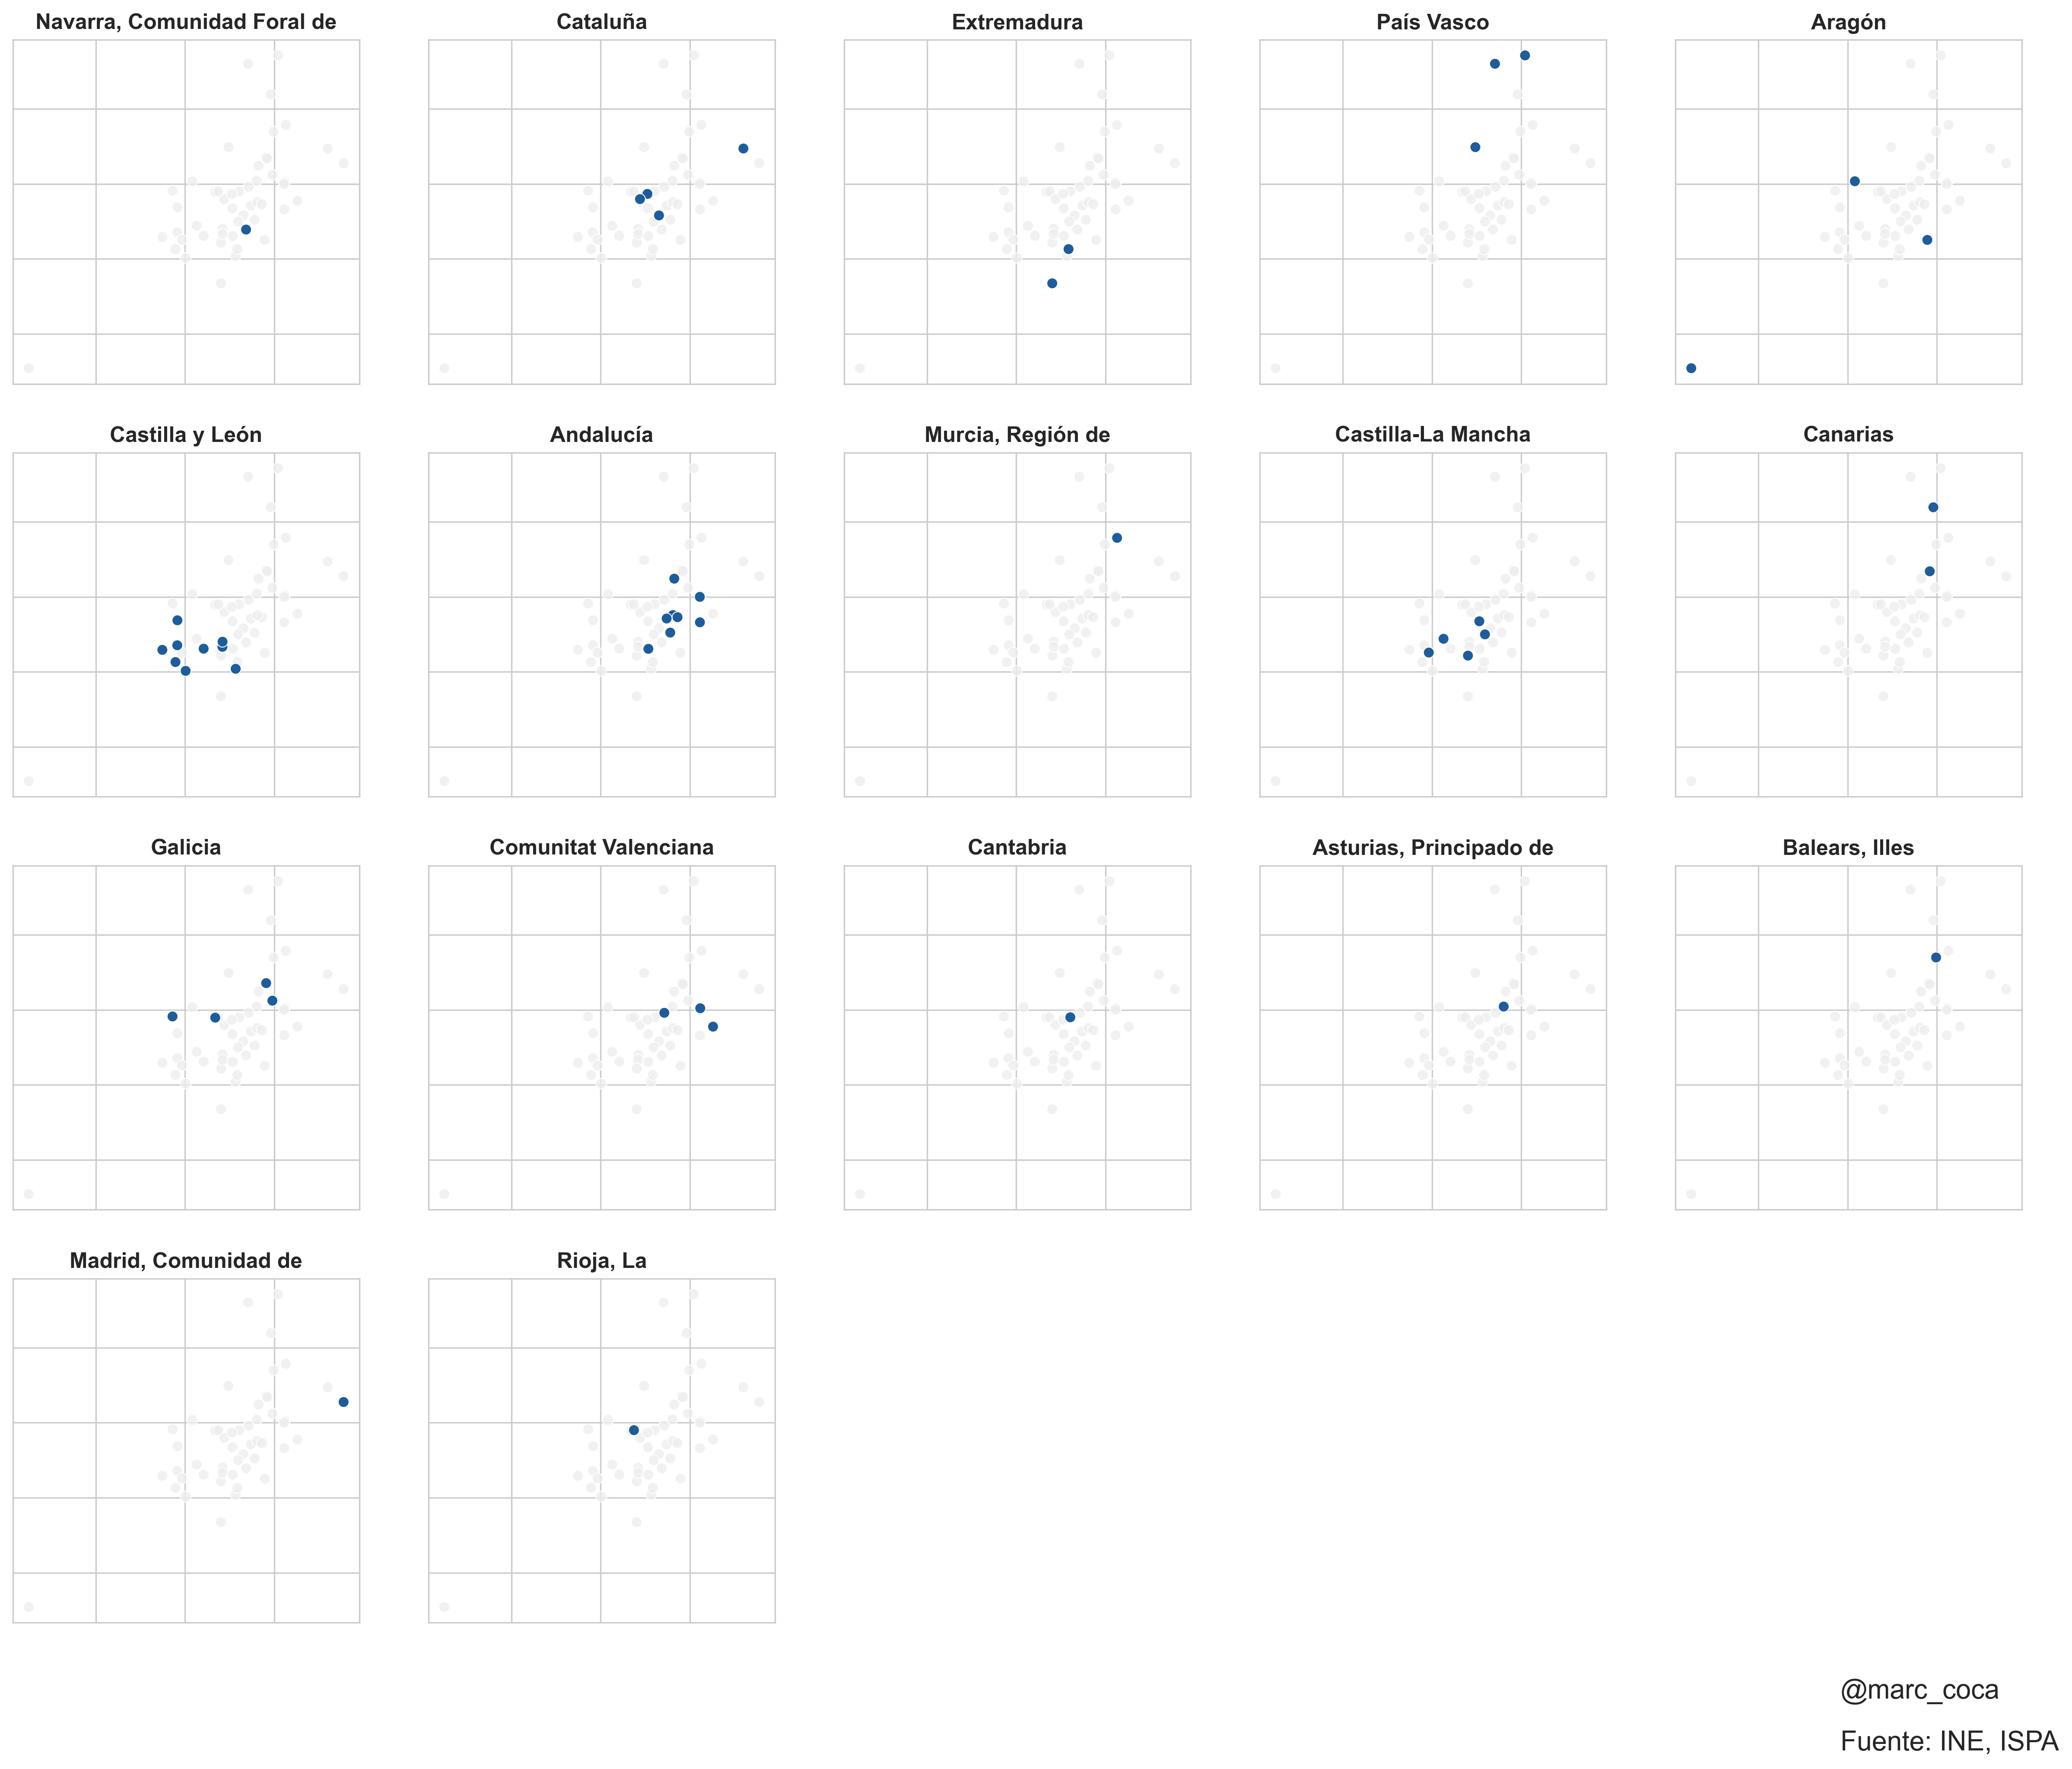 Navarra, Comunidad Foral de
Cataluña
Extremadura
País Vasco
Aragón
Castilla y León
Andalucía
Murcia, Región de
Castilla-La Mancha
Canarias
Galicia
Comunitat Valenciana
Cantabria
Asturias, Principado de
Balears, Illes
Madrid, Comunidad de
Rioja, La
@marc_coca
Fuente: INE, ISPA